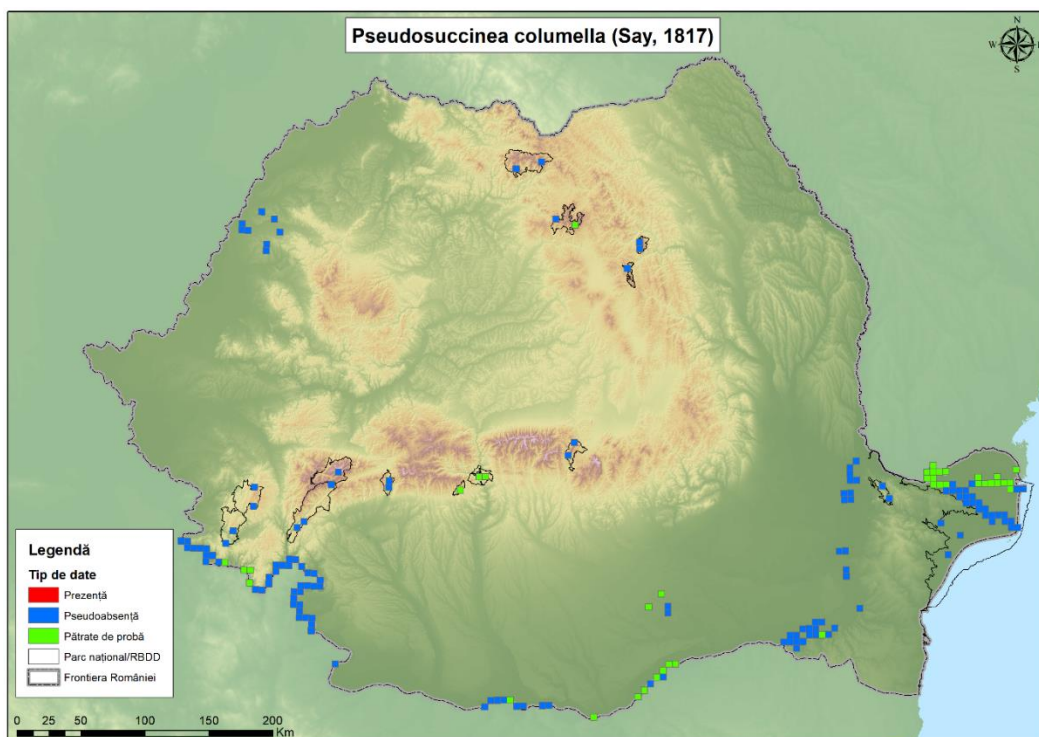 Pseudosuccinea columella (Say, 1817)
N
W
S
Legendă
Tip de date
Prezență
Pseudoabsență
Pătrate de probă
Parc național/RBDD
Frontiera României
0 25 50 100 150 200
Km